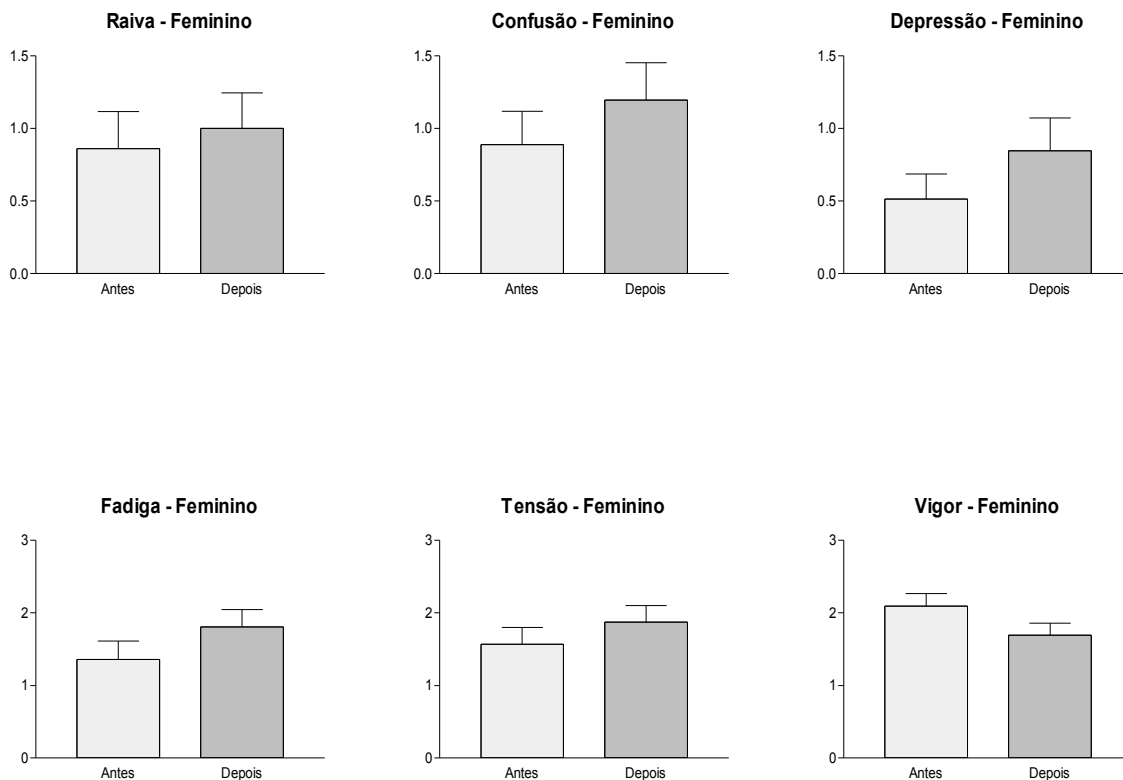 Raiva - Feminino
1.5
1.0
0.5
0.0
Antes Depois
Confusão - Feminino
1.5
1.0
0.5
0.0
Antes Depois
Depressão - Feminino
1.5
1.0
0.5
0.0
Antes Depois
Fadiga - Feminino
3
2
1
0
Antes Depois
Tensão - Feminino
3
2
1
0
Antes Depois
Vigor - Feminino
3
2
1
0
Antes Depois